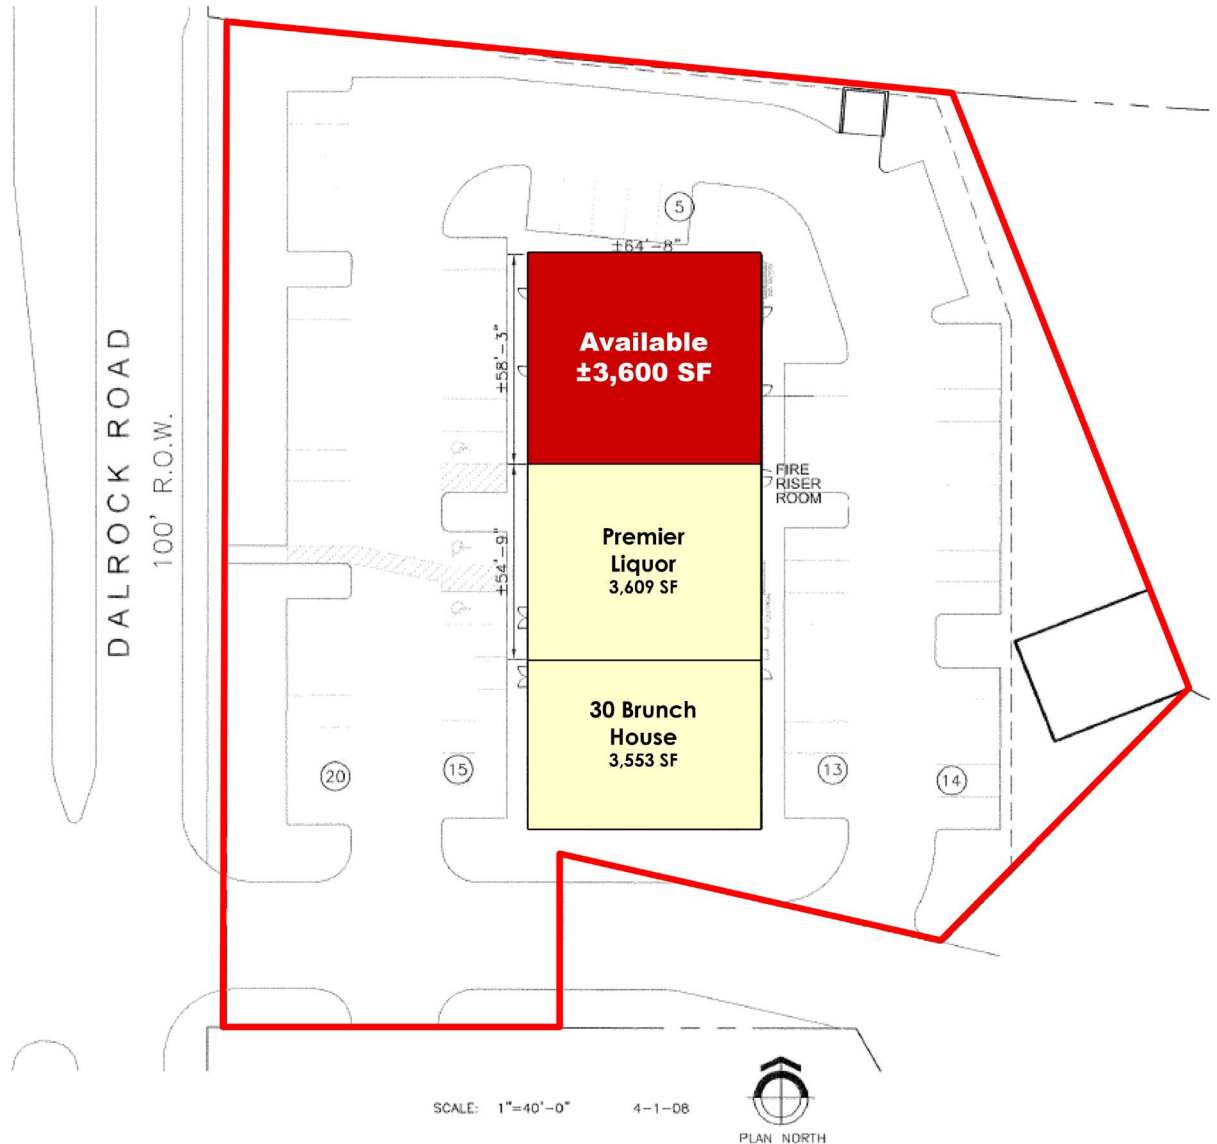 5
±64'-8"
±58'-3"
Available
±3,600 SF
DALROCK ROAD
100' R.O.W.
FIRE
RISER
ROOM
±54'-9"
Premier
Liquor
3,609 SF
30 Brunch
House
3,553 SF
20
15
13
14
SCALE: 1"=40'-0"
4-1-08
PLAN NORTH